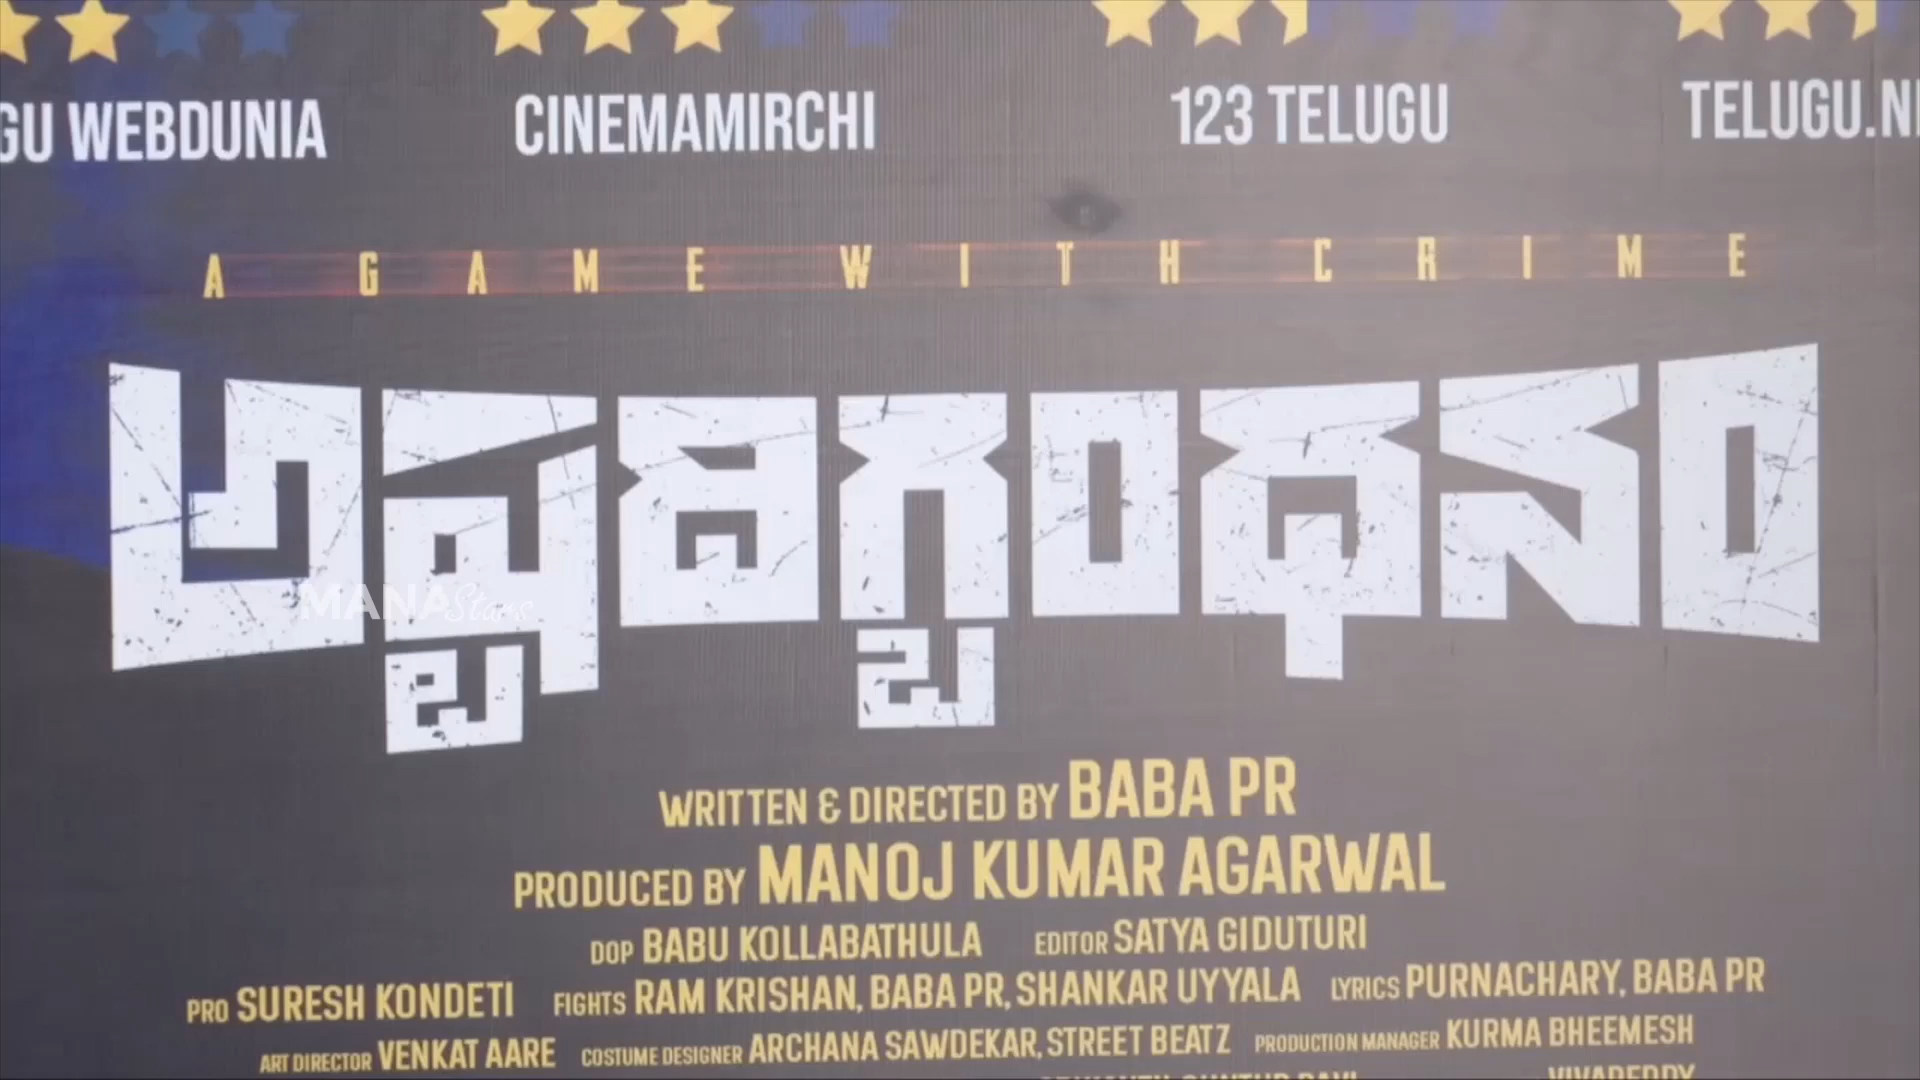 GU WEBDUNIA CINEMAMIRCHI 123 TELUGU TELUGU.N
A GAME WITH CRIME
అష్టదిగ్బంధనం
MANA Stars
WRITTEN & DIRECTED BY BABA PR
PRODUCED BY MANOJ KUMAR AGARWAL
DOP BABU KOLLABATHULA EDITOR SATYA GIDUTURI
PRO SURESH KONDETI FIGHTS RAM KRISHAN, BABA PR, SHANKAR UYYALA LYRICS PURNACHARY, BABA PR
ART DIRECTOR VENKAT AARE COSTUME DESIGNER ARCHANA SAWDEKAR, STREET BEATZ PRODUCTION MANAGER KURMA BHEEMESH